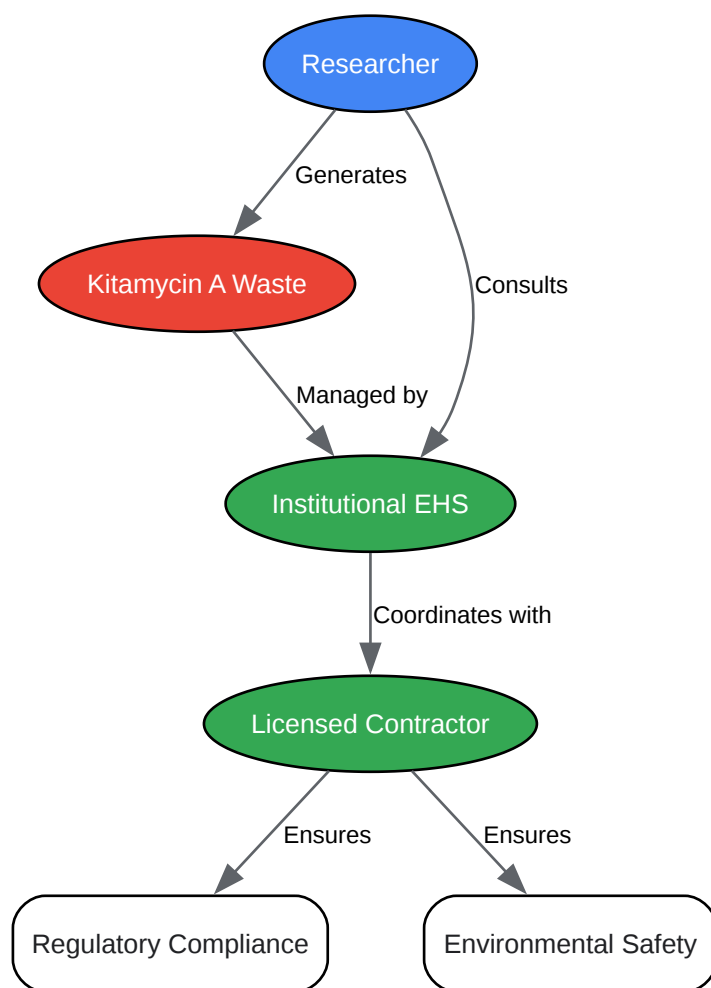 Researcher
Generates
Kitamycin A Waste
Consults
Managed by
Institutional EHS
Coordinates with
Licensed Contractor
Ensures
Ensures
Regulatory Compliance
Environmental Safety